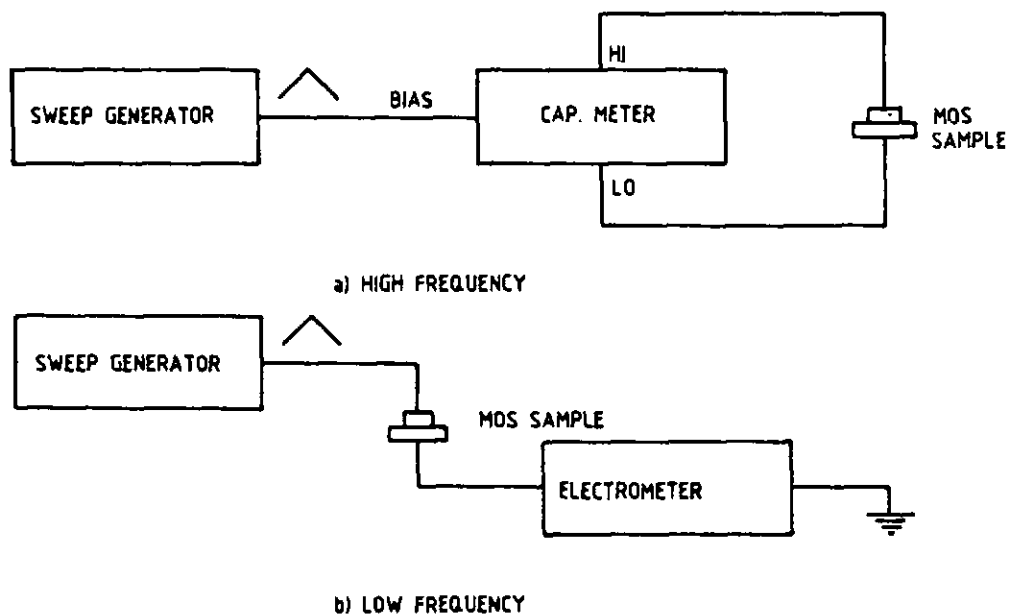 HI
SWEEP GENERATOR
BIAS
CAP. METER
MOS
SAMPLE
LO
a) HIGH FREQUENCY
SWEEP GENERATOR
MOS SAMPLE
ELECTROMETER
b) LOW FREQUENCY